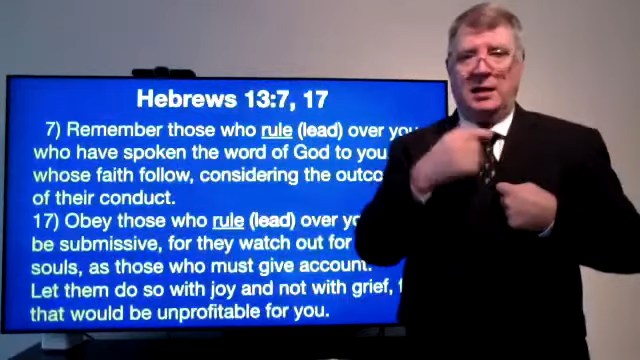 Hebrews 13:7, 17
7) Remember those who rule (lead) over you
who have spoken the word of God to you
whose faith follow, considering the
of their conduct.
17) Obey those who rule (lead) over
be submissive, for they watch out for
souls, as those who must give account.
Let them do so with joy and not with grief,
that would be unprofitable for you.